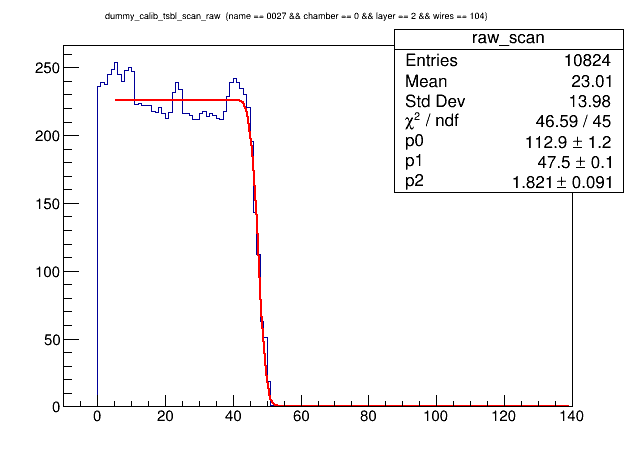 dummy_calib_tsbl_scan_raw (name == 0027 && chamber == 0 && layer == 2 && wires == 104)
raw_scan
Entries 10824
Mean 23.01
Std Dev 13.98
χ² / ndf 46.59 / 45
p0 112.9 ± 1.2
p1 47.5 ± 0.1
p2 1.821 ± 0.091
250
200
150
100
50
0
0 20 40 60 80 100 120 140